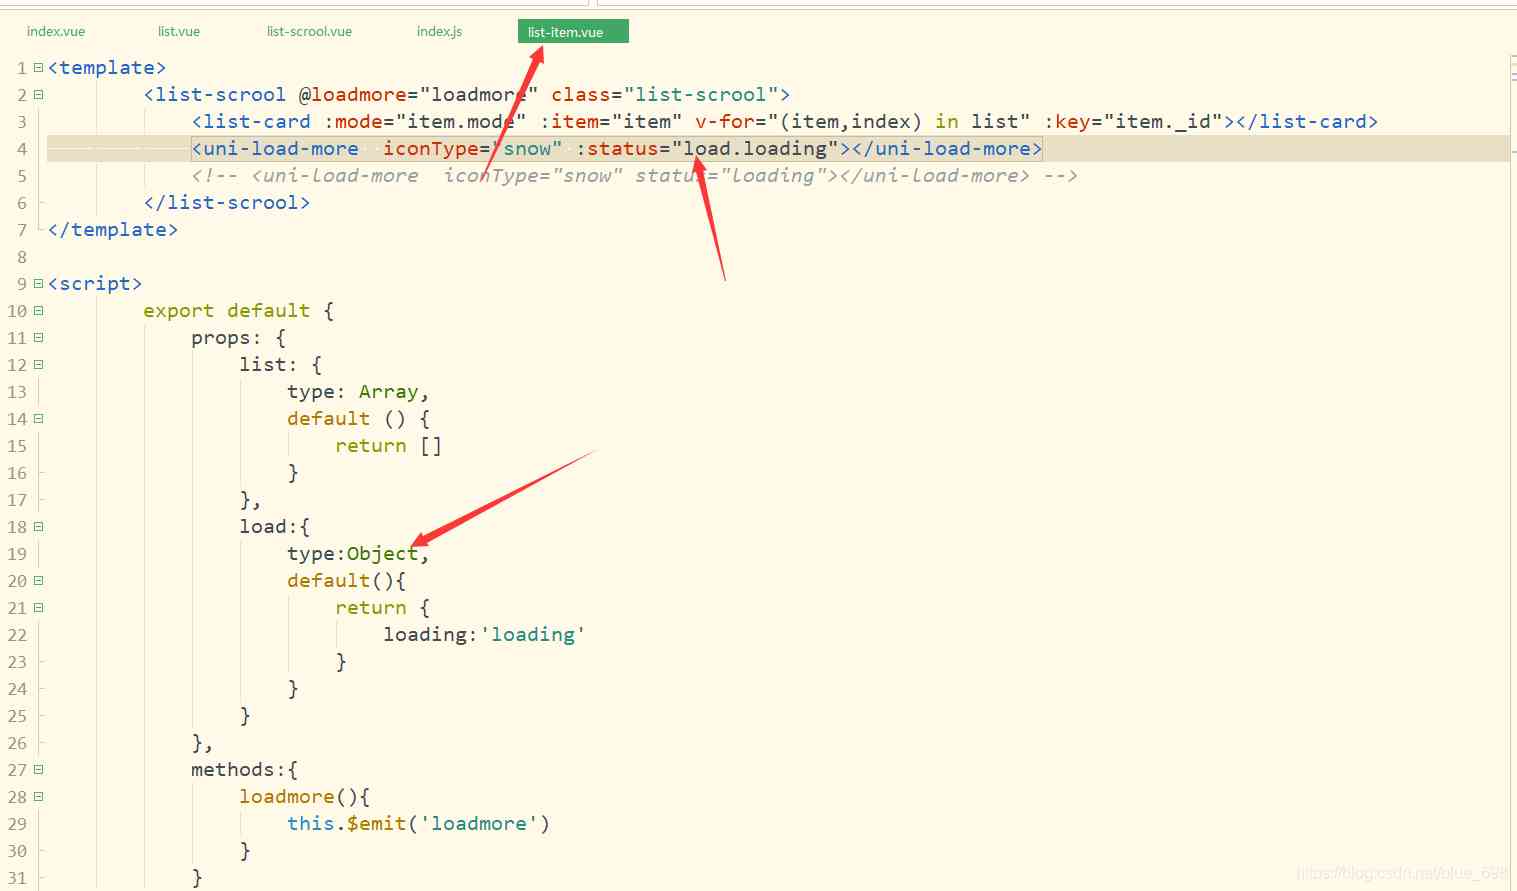 index.vue list.vue list-scrool.vue index.js list-item.vue
1 <template>
2 <list-scrool @loadmore="loadmore" class="list-scrool">
3 <list-card :mode="item.mode" :item="item" v-for="(item,index) in list" :key="item._id"></list-card>
4 <uni-load-more iconType="snow" :status="load.loading"></uni-load-more>
5 <!-- <uni-load-more  iconType="snow" status="loading"></uni-load-more> -->
6 </list-scrool>
7 </template>
8
9 <script>
10 export default {
11 props: {
12 list: {
13 type: Array,
14 default () {
15 return []
16 }
17 },
18 load:{
19 type:Object,
20 default(){
21 return {
22 loading:'loading'
23 }
24 }
25 }
26 },
27 methods:{
28 loadmore(){
29 this.$emit('loadmore')
30 }
31 }
https://blog.csdn.net/blue_698